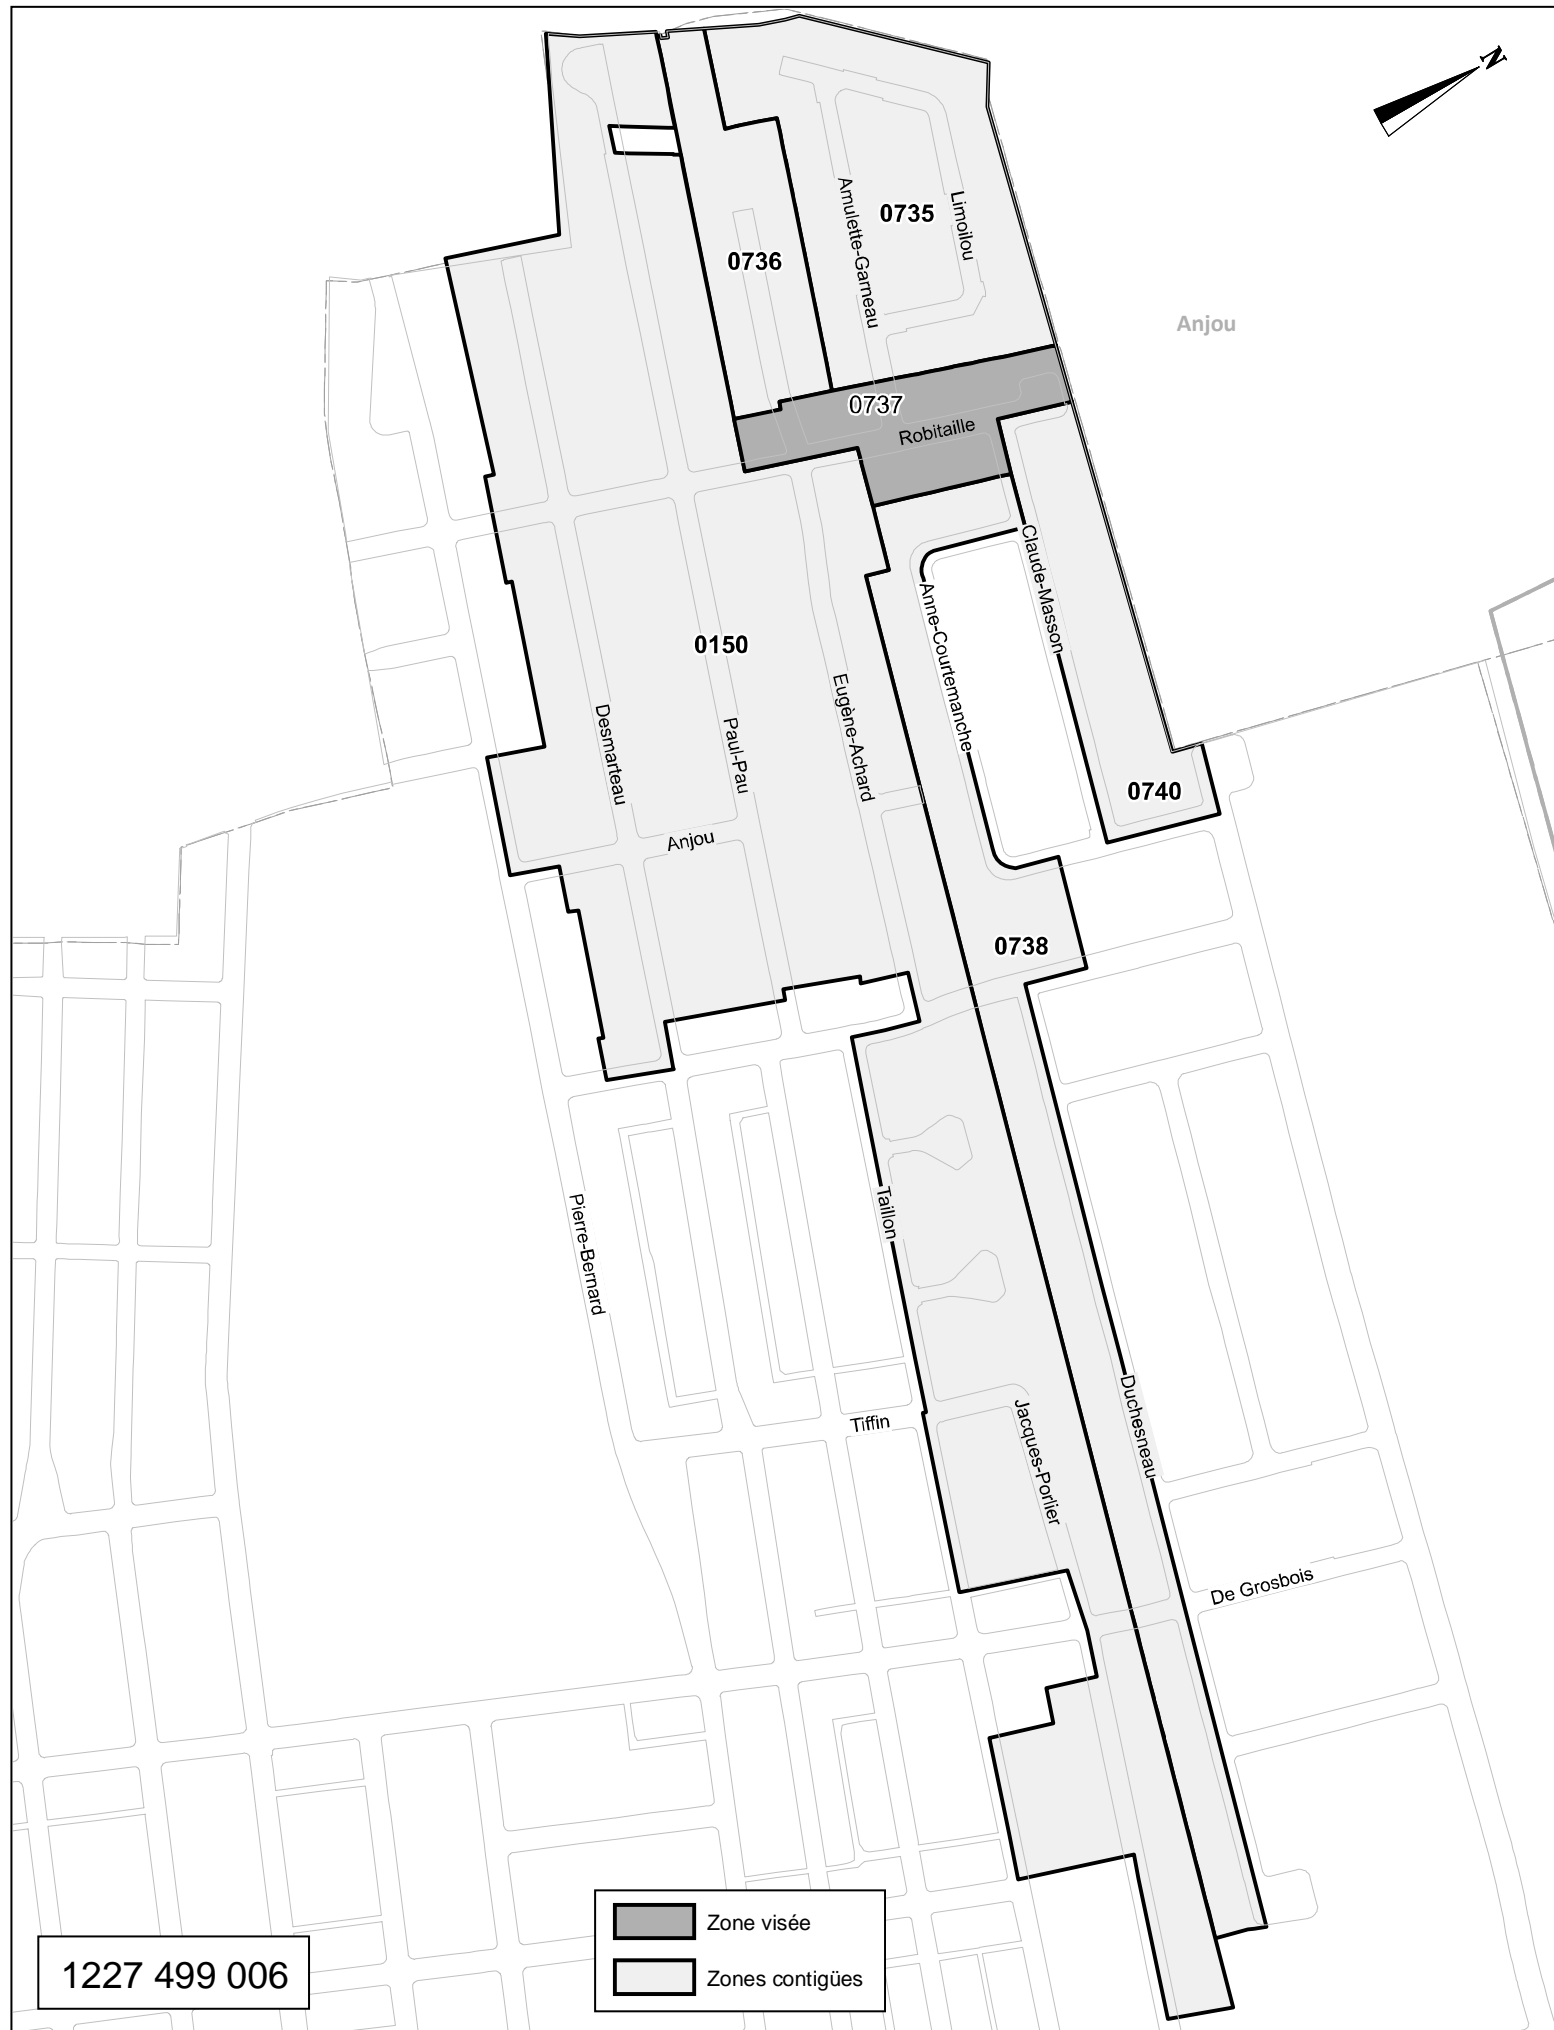 N
Limoilou
Amulette-Garneau
0735
0736
Anjou
0737
Robitaille
Claude-Masson
Anne-Courtemanche
0150
Eugène-Achard
Desmarteau
Paul-Pau
0740
Anjou
0738
Pierre-Bernard
Taillon
Duchesneau
Jacques-Porlier
Tiffin
De Grosbois
Zone visée
Zones contigües
1227 499 006